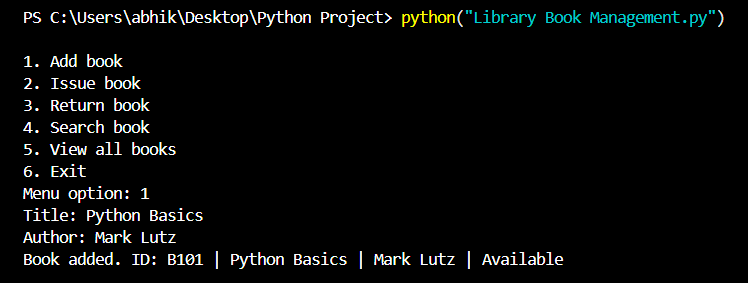 PS C:\Users\abhik\Desktop\Python Project> python("Library Book Management.py")
1. Add book
2. Issue book
3. Return book
4. Search book
5. View all books
6. Exit
Menu option: 1
Title: Python Basics
Author: Mark Lutz
Book added. ID: B101 | Python Basics | Mark Lutz | Available